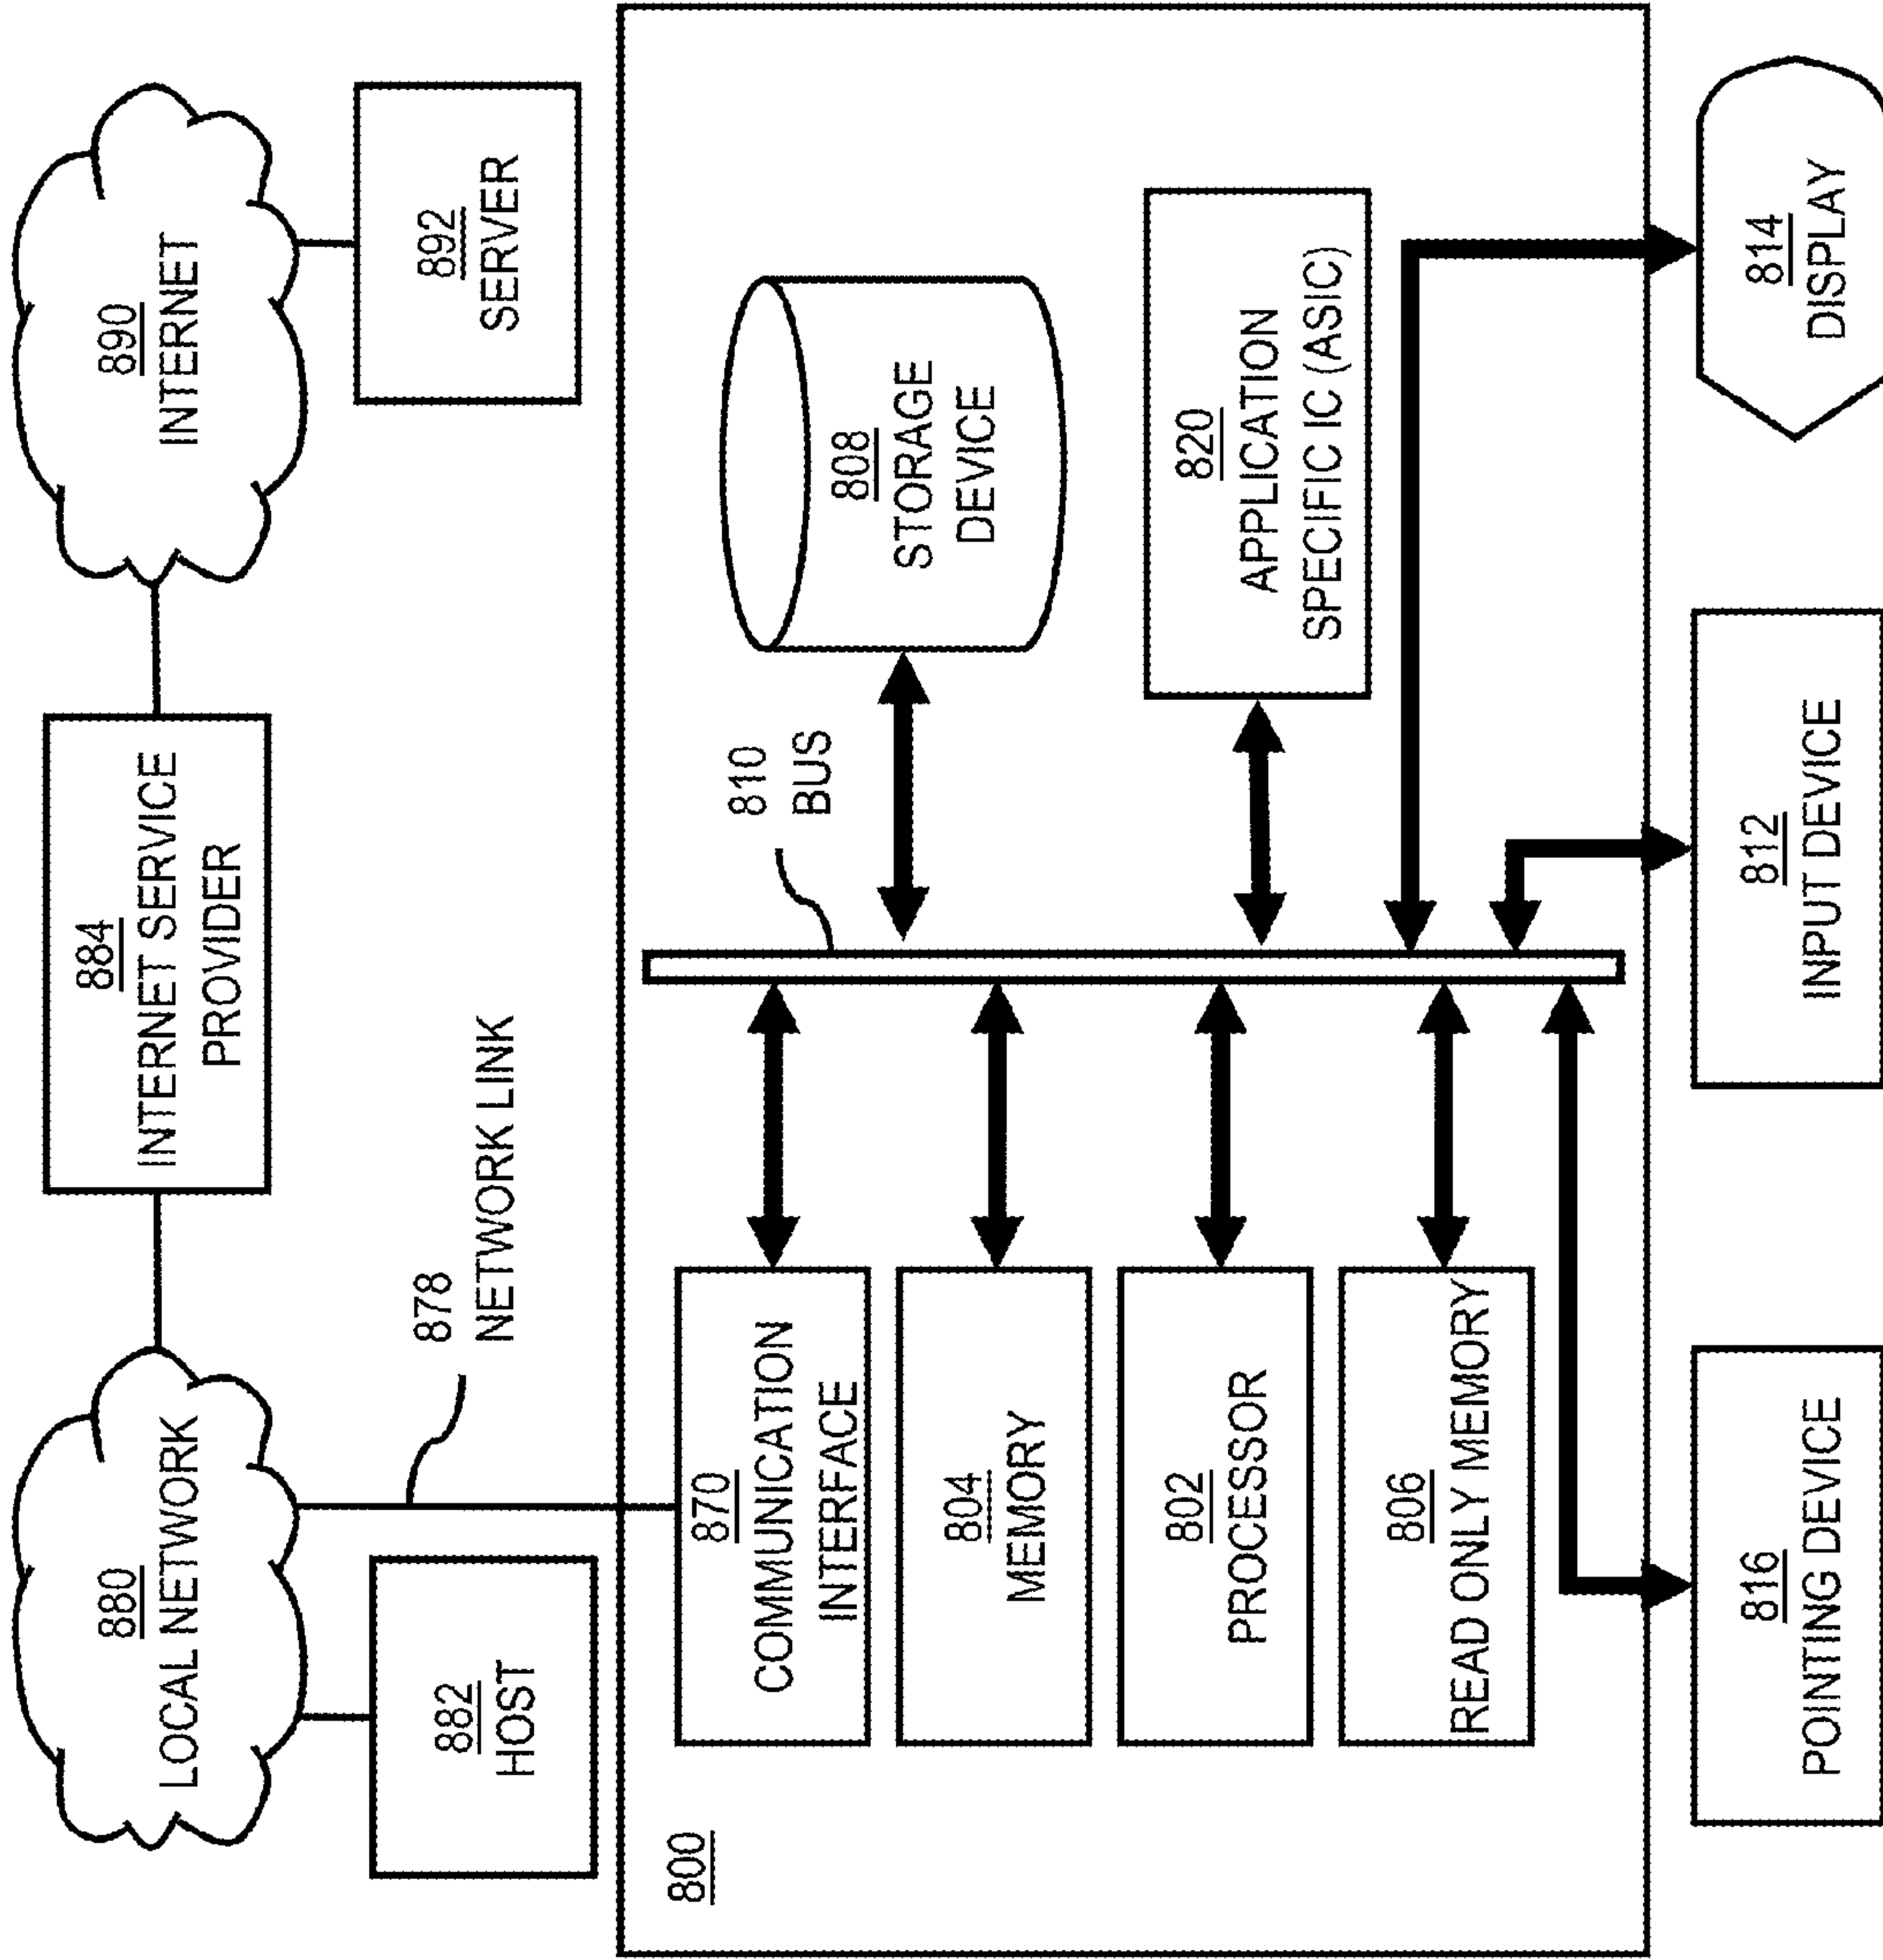 880
LOCAL NETWORK
884
INTERNET SERVICE
PROVIDER
890
INTERNET
882
HOST
878
NETWORK LINK
892
SERVER
800
870
COMMUNICATION
INTERFACE
810
BUS
808
STORAGE
DEVICE
804
MEMORY
802
PROCESSOR
820
APPLICATION
SPECIFIC IC (ASIC)
806
READ ONLY MEMORY
816
POINTING DEVICE
812
INPUT DEVICE
814
DISPLAY